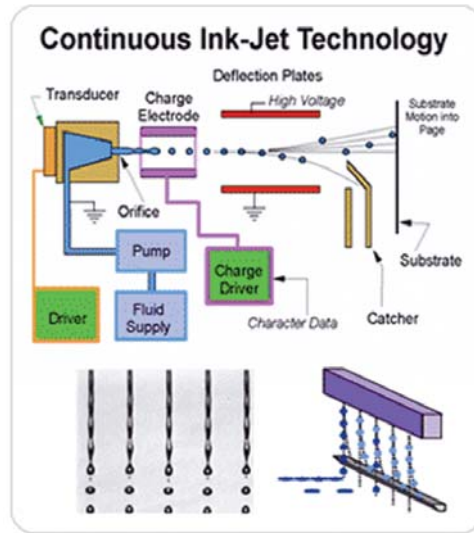 Continuous Ink-Jet Technology
Deflection Plates
Transducer
Charge
Electrode
High Voltage
Substrate
Motion into
Page
Orifice
Pump
Fluid
Supply
Driver
Charge
Driver
Character Data
Catcher
Substrate